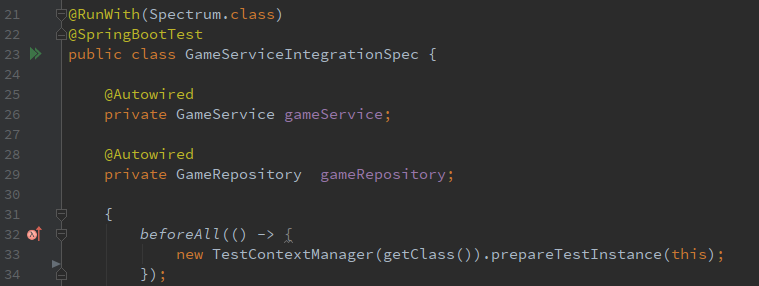 21 @RunWith(Spectrum.class)
22 @SpringBootTest
23 public class GameServiceIntegrationSpec {
24
25     @Autowired
26     private GameService gameService;
27
28     @Autowired
29     private GameRepository  gameRepository;
30
31     {
32         beforeAll(() -> {
33             new TestContextManager(getClass()).prepareTestInstance(this);
34         });